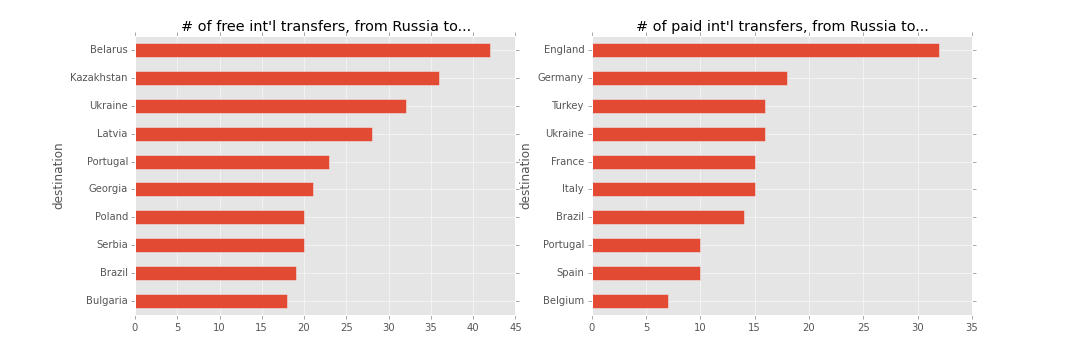 # of free int'l transfers, from Russia to...
destination
Belarus
Kazakhstan
Ukraine
Latvia
Portugal
Georgia
Poland
Serbia
Brazil
Bulgaria
0 5 10 15 20 25 30 35 40 45
# of paid int'l transfers, from Russia to...
destination
England
Germany
Turkey
Ukraine
France
Italy
Brazil
Portugal
Spain
Belgium
0 5 10 15 20 25 30 35